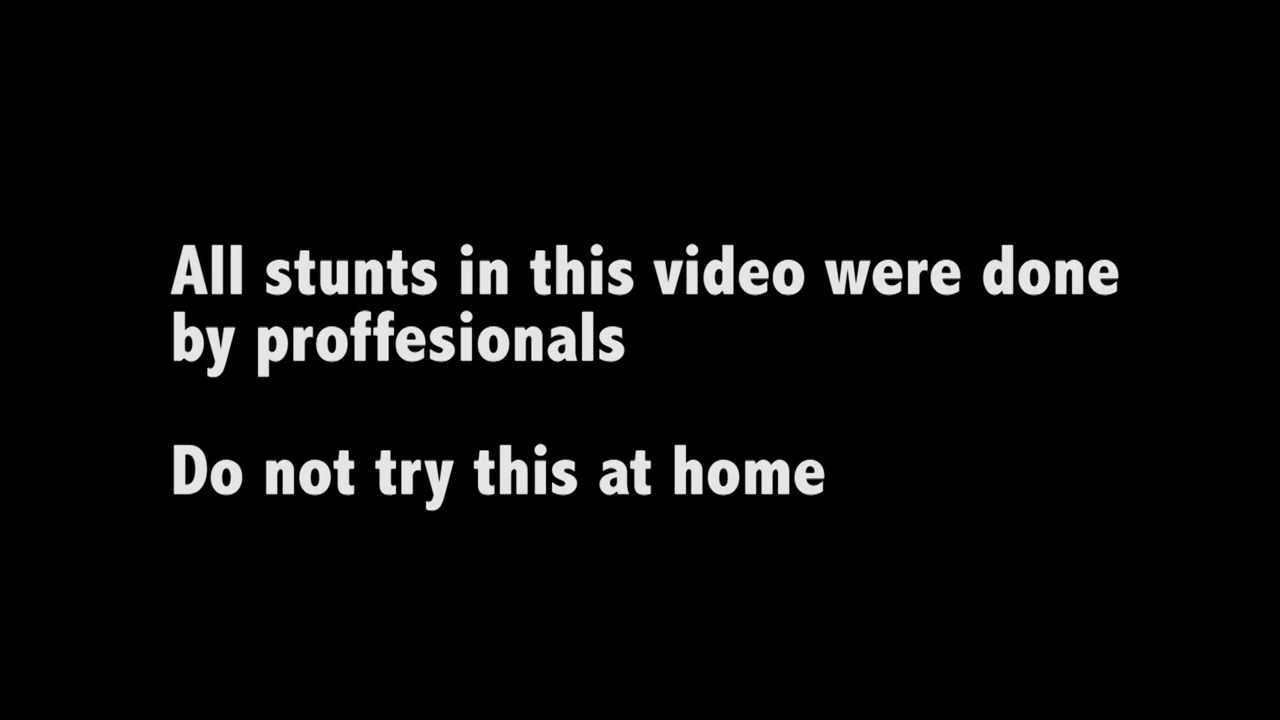 All stunts in this video were done
by proffesionals
Do not try this at home